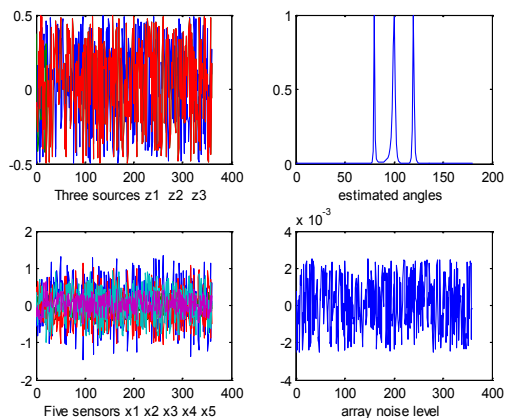 1
0.5
0
-0.5
0 100 200 300 400
Three sources z1 z2 z3
1
0.5
0
0 50 100 150 200
estimated angles
2
1
0
-1
-2
0 100 200 300 400
Five sensors x1 x2 x3 x4 x5
x 10-3
4
2
0
-2
-4
0 100 200 300 400
array noise level